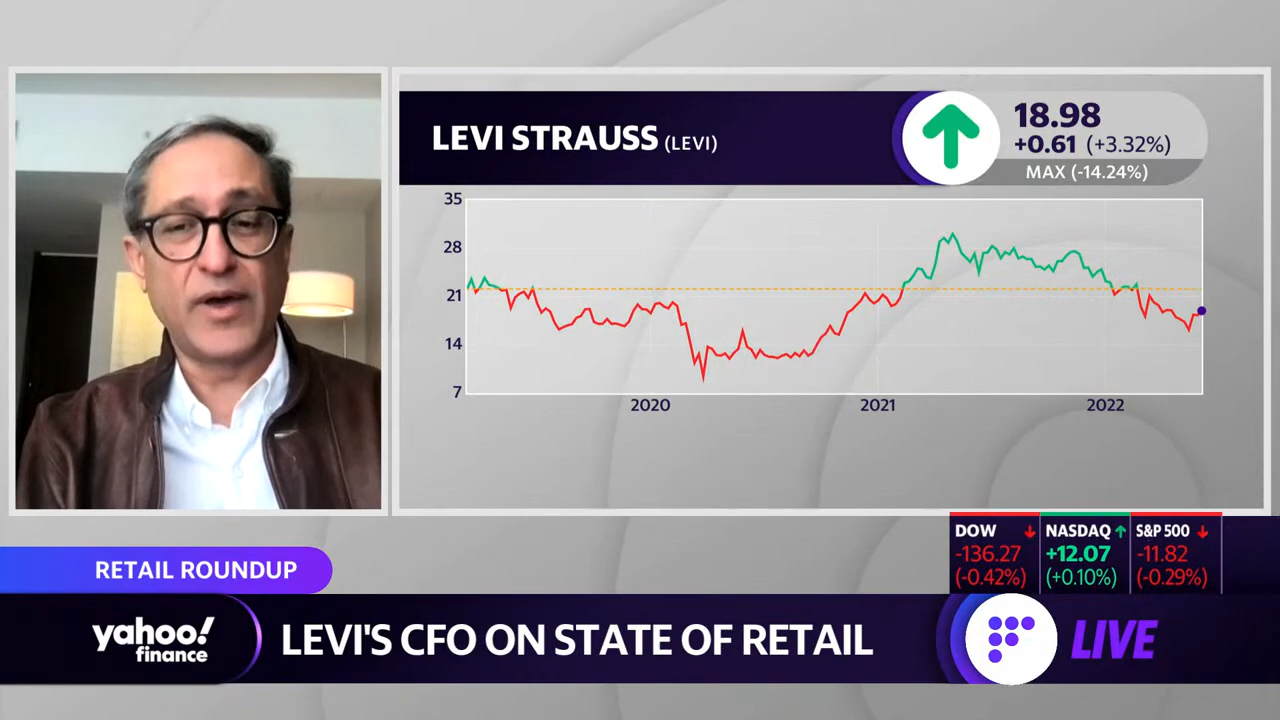 LEVI STRAUSS (LEVI)
18.98
+0.61 (+3.32%)
MAX (-14.24%)
35
28
21
14
7
2020
2021
2022
DOW
-136.27
(-0.42%)
NASDAQ
+12.07
(+0.10%)
S&P 500
-11.82
(-0.29%)
RETAIL ROUNDUP
yahoo!
finance
LEVI'S CFO ON STATE OF RETAIL
LIVE